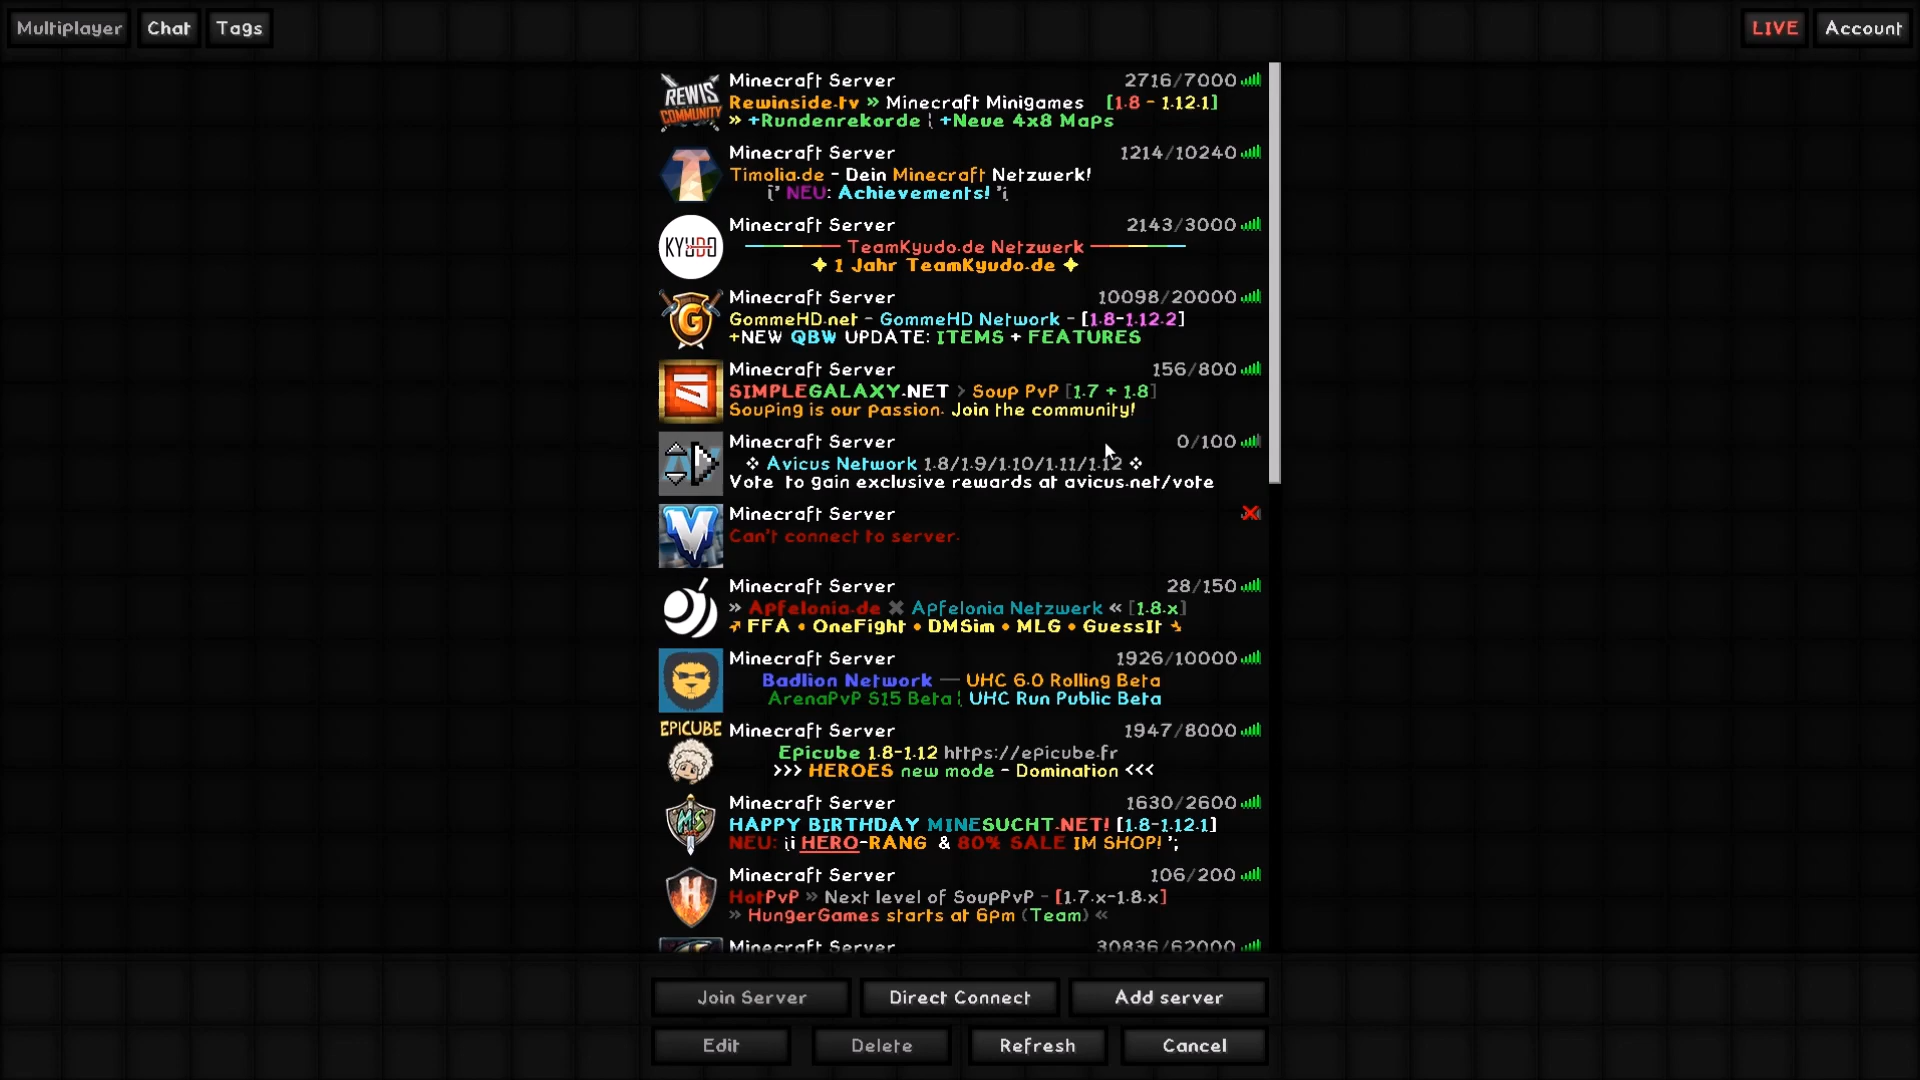 Multiplayer Chat Tags LIVE Account
REWIS COMMUNITY
Minecraft Server 2716/7000
Rewinside.tv » Minecraft Minigames [1.8 - 1.12.1]
» +Rundenrekorde ¦ +Neue 4x8 Maps
Minecraft Server 1214/10240
Timolia.de - Dein Minecraft Netzwerk!
NEU: Achievements!
KYUDO
Minecraft Server 2143/3000
TeamKyudo.de Netzwerk
✦ 1 Jahr TeamKyudo.de ✦
Minecraft Server 10098/20000
GommeHD.net - GommeHD Network - [1.8-1.12.2]
+NEW QBW UPDATE: ITEMS + FEATURES
Minecraft Server 156/800
SIMPLEGALAXY.NET > Soup PvP [1.7 + 1.8]
Souping is our passion. Join the community!
Minecraft Server 0/100
❖ Avicus Network 1.8/1.9/1.10/1.11/1.12 ❖
Vote to gain exclusive rewards at avicus.net/vote
Minecraft Server
Can't connect to server.
Minecraft Server 28/150
» Apfelonia.de ✖ Apfelonia Netzwerk « [1.8.x]
➚ FFA • OneFight • DMSim • MLG • GuessIt ➘
Minecraft Server 1926/10000
Badlion Network — UHC 6.0 Rolling Beta
ArenaPvP S15 Beta ¦ UHC Run Public Beta
EPICUBE
Minecraft Server 1947/8000
Epicube 1.8-1.12 https://epicube.fr
>>> HEROES new mode - Domination <<<
MS
Minecraft Server 1630/2600
HAPPY BIRTHDAY MINESUCHT.NET! [1.8-1.12.1]
NEU: ¡¡ HERO-RANG & 80% SALE IM SHOP!
Minecraft Server 106/200
HotPvP » Next level of SoupPvP - [1.7.x-1.8.x]
» HungerGames starts at 6pm (Team) «
Minecraft Server 30836/62000
Join Server Direct Connect Add server
Edit Delete Refresh Cancel